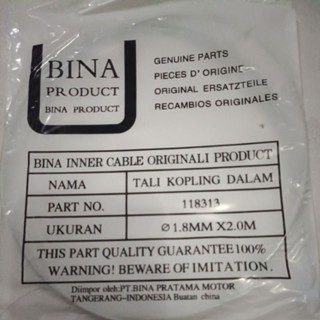 BINA
PRODUCT
BINA PRODUCT
GENUINE PARTS
PIECES D' ORIGINE
ORIGINAL ERSATZTEILE
RECAMBIOS ORIGINALES
BINA INNER CABLE ORIGINALI PRODUCT
NAMA TALI KOPLING DALAM
PART NO. 118313
UKURAN Ø 1.8MM X2.0M
THIS PART QUALITY GUARANTEE 100%
WARNING! BEWARE OF IMITATION.
Diimpor oleh:PT.BINA PRATAMA MOTOR
TANGERANG-INDONESIA Buatan china